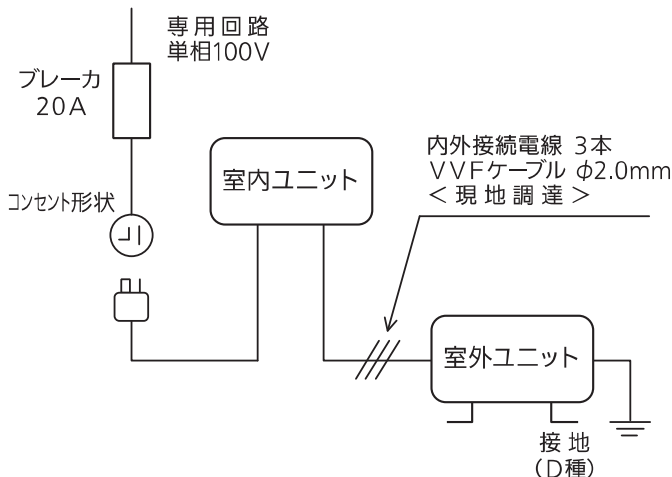 専用回路
単相100V
ブレーカ
20A
コンセント形状
室内ユニット
内外接続電線 3本
VVFケーブル φ2.0mm
＜現地調達＞
室外ユニット
接地
(D種)